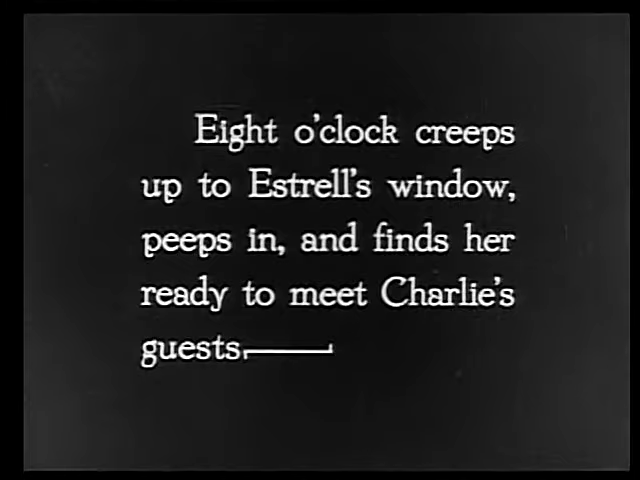 Eight o'clock creeps
up to Estrell's window,
peeps in, and finds her
ready to meet Charlie's
guests.——